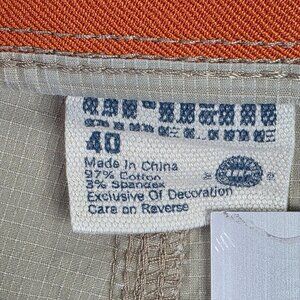 40
Made In China
97% Cotton
3% Spandex
Exclusive Of Decoration
Care on Reverse